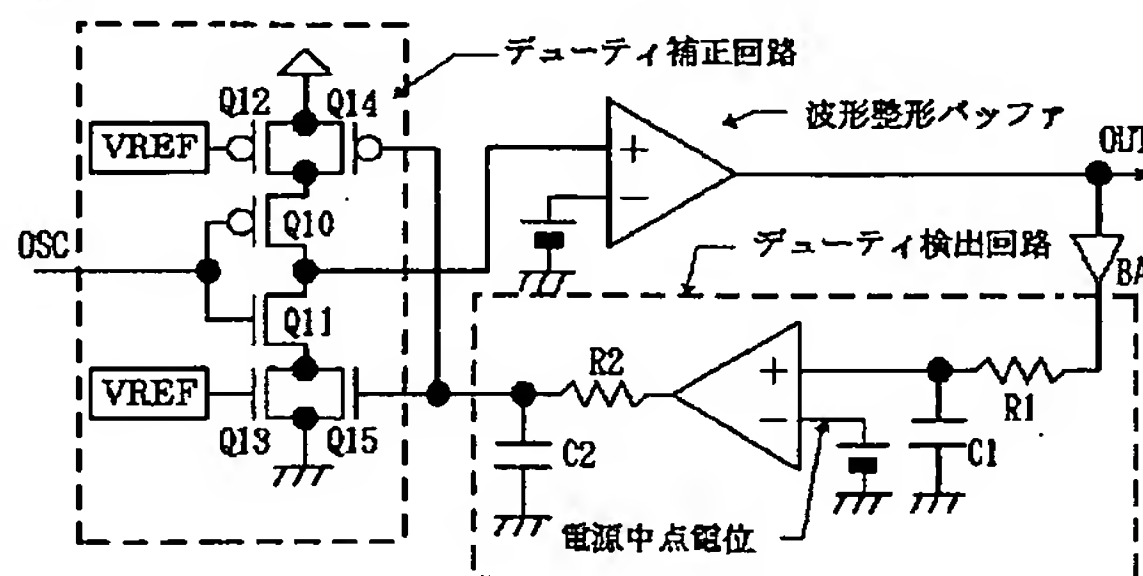 デューティ補正回路
Q12 Q14
VREF
波形整形バッファ
OUT
Q10
OSC
デューティ検出回路
BA
Q11
R2
VREF
R1
Q13 Q15
C2
C1
電源中点電位